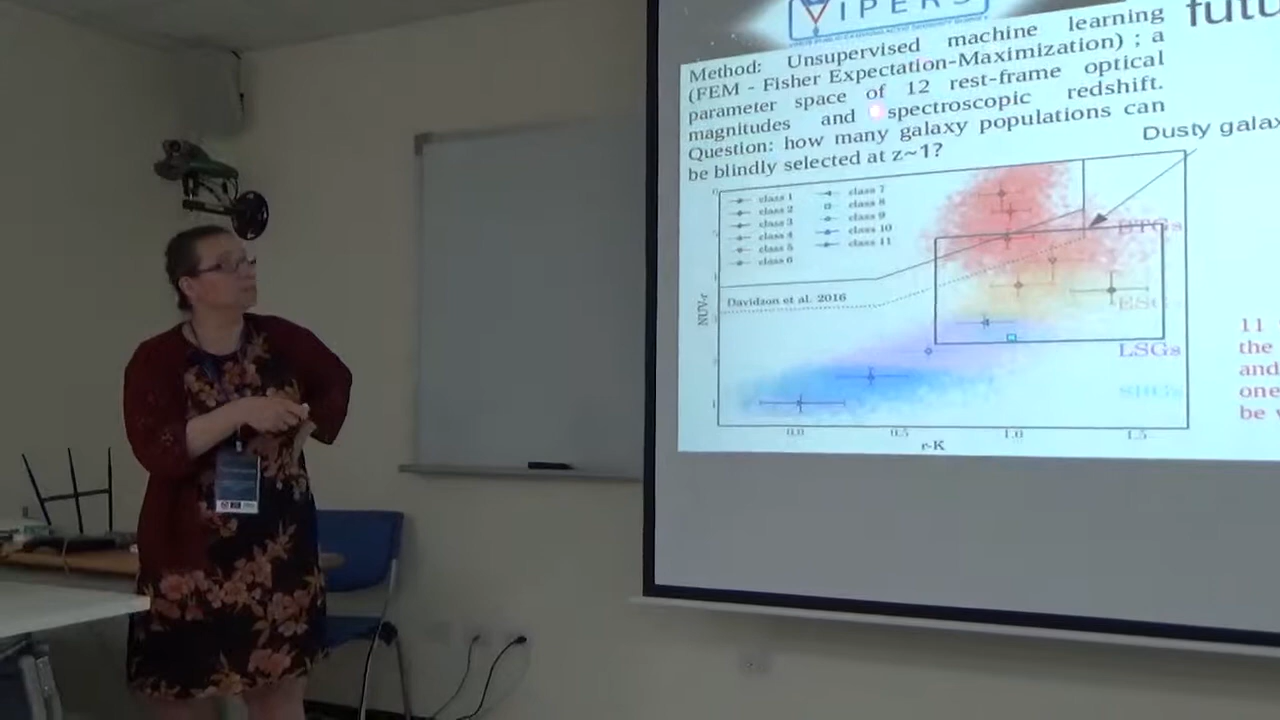 VIPERS
futu
Method: Unsupervised machine learning
(FEM - Fisher Expectation-Maximization) ; a
parameter space of 12 rest-frame optical
magnitudes and spectroscopic redshift.
Question: how many galaxy populations can
be blindly selected at z~1?
Dusty galax
class 1
class 2
class 3
class 4
class 5
class 6
class 7
class 8
class 9
class 10
class 11
Davidzon et al. 2016
NUV-r
LSGs
0.0 0.5 1.0 1.5
r-K
11
the
and
one
be